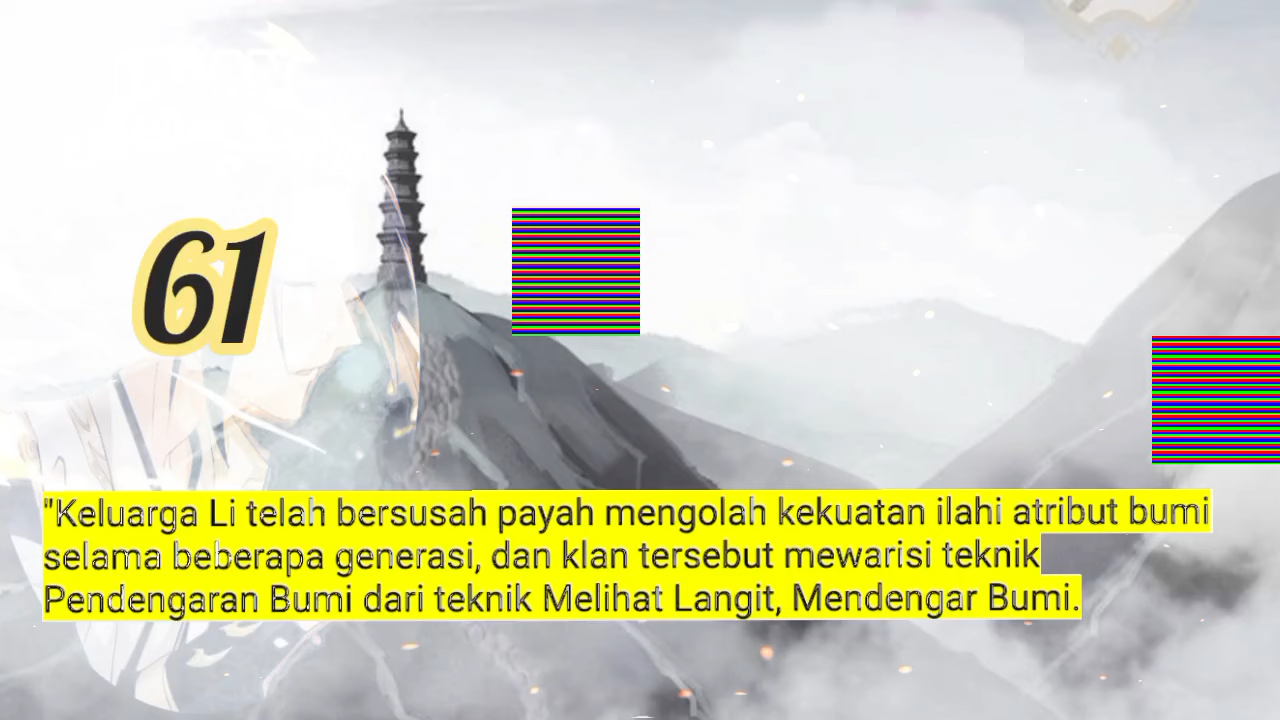 61
"Keluarga Li telah bersusah payah mengolah kekuatan ilahi atribut bumi
selama beberapa generasi, dan klan tersebut mewarisi teknik
Pendengaran Bumi dari teknik Melihat Langit, Mendengar Bumi.